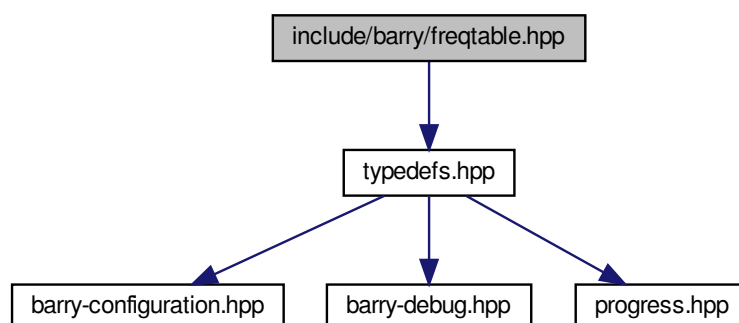 include/barry/freqtable.hpp
typedefs.hpp
barry-configuration.hpp
barry-debug.hpp
progress.hpp